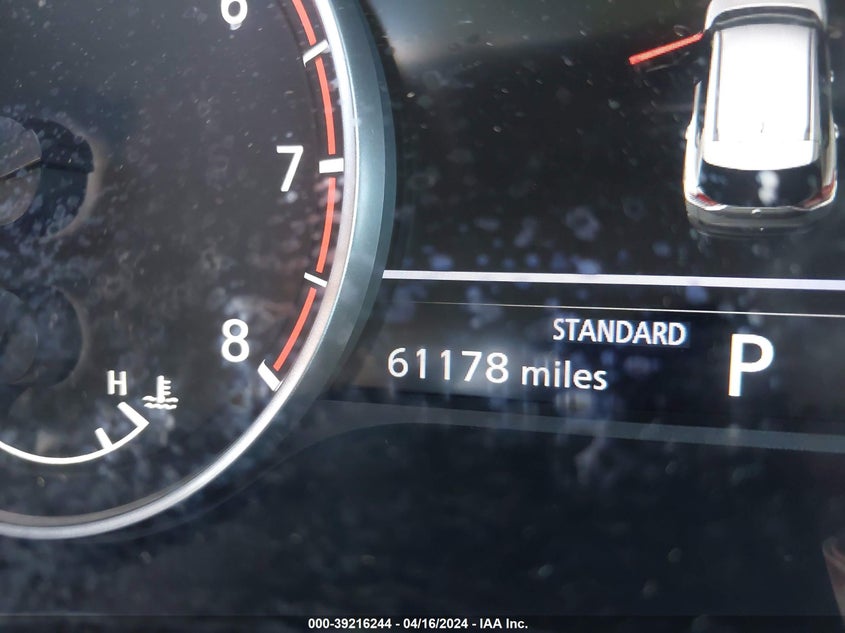 6
7
8
H
STANDARD
61178 miles
P
000-39216244 - 04/16/2024 - IAA Inc.